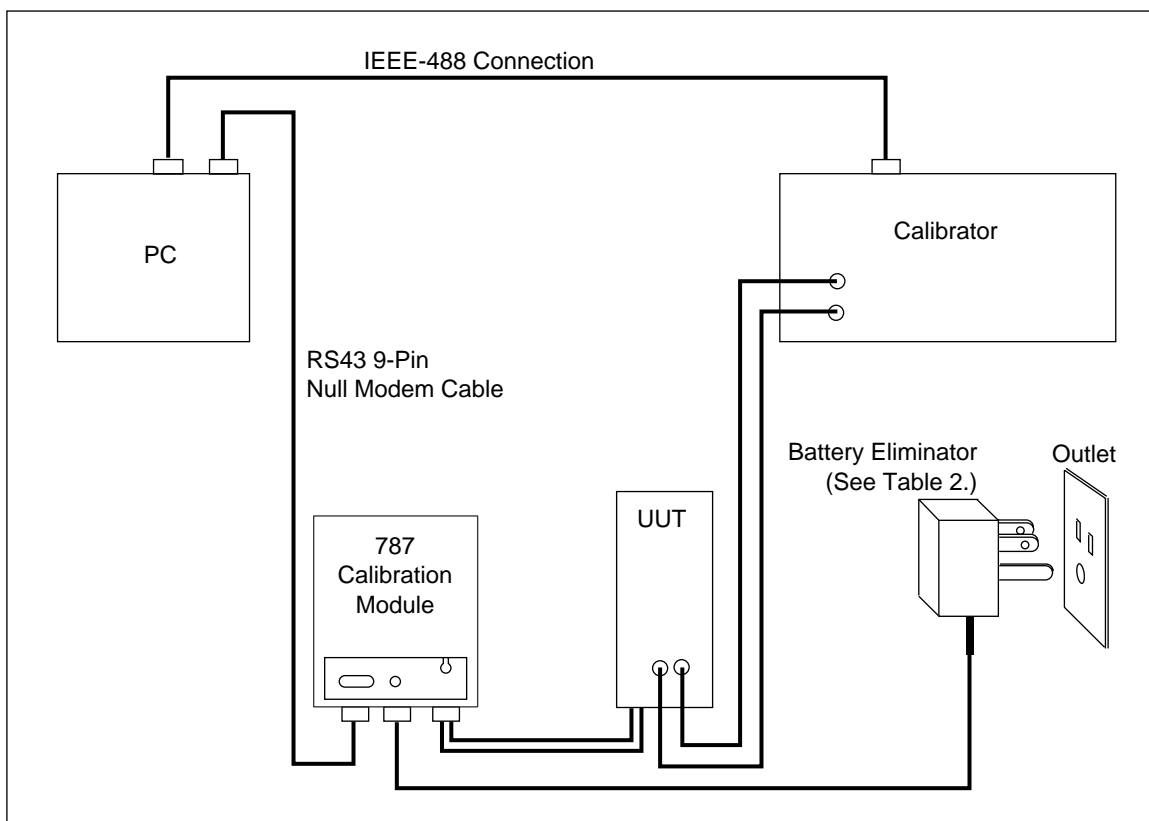 IEEE-488 Connection
PC
Calibrator
RS43 9-Pin
Null Modem Cable
Battery Eliminator
(See Table 2.)
Outlet
UUT
787
Calibration
Module